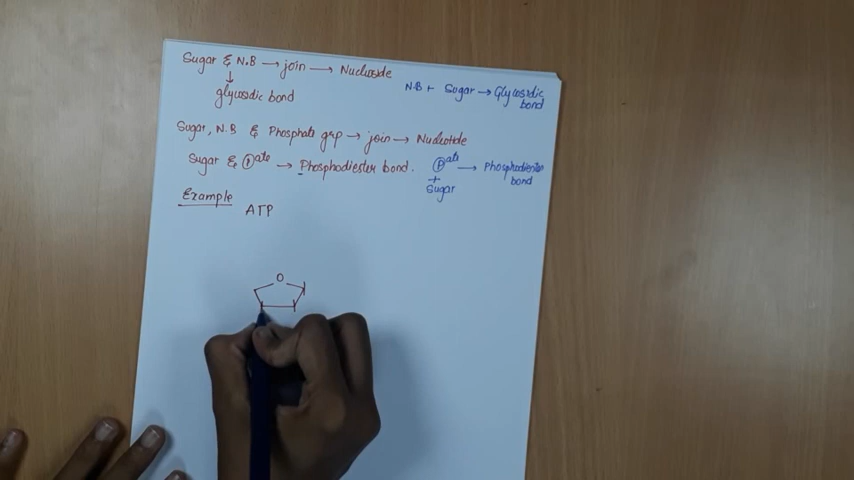 Sugar & N.B → join → Nucleoside
↓
glycosidic bond
N.B + Sugar → Glycosidic
bond
Sugar, N.B & Phosphate grp → join → Nucleotide
Sugar & Ⓟate → Phosphodiester bond.
Ⓟate → Phosphodiester
+ bond
Sugar
Example
ATP
O